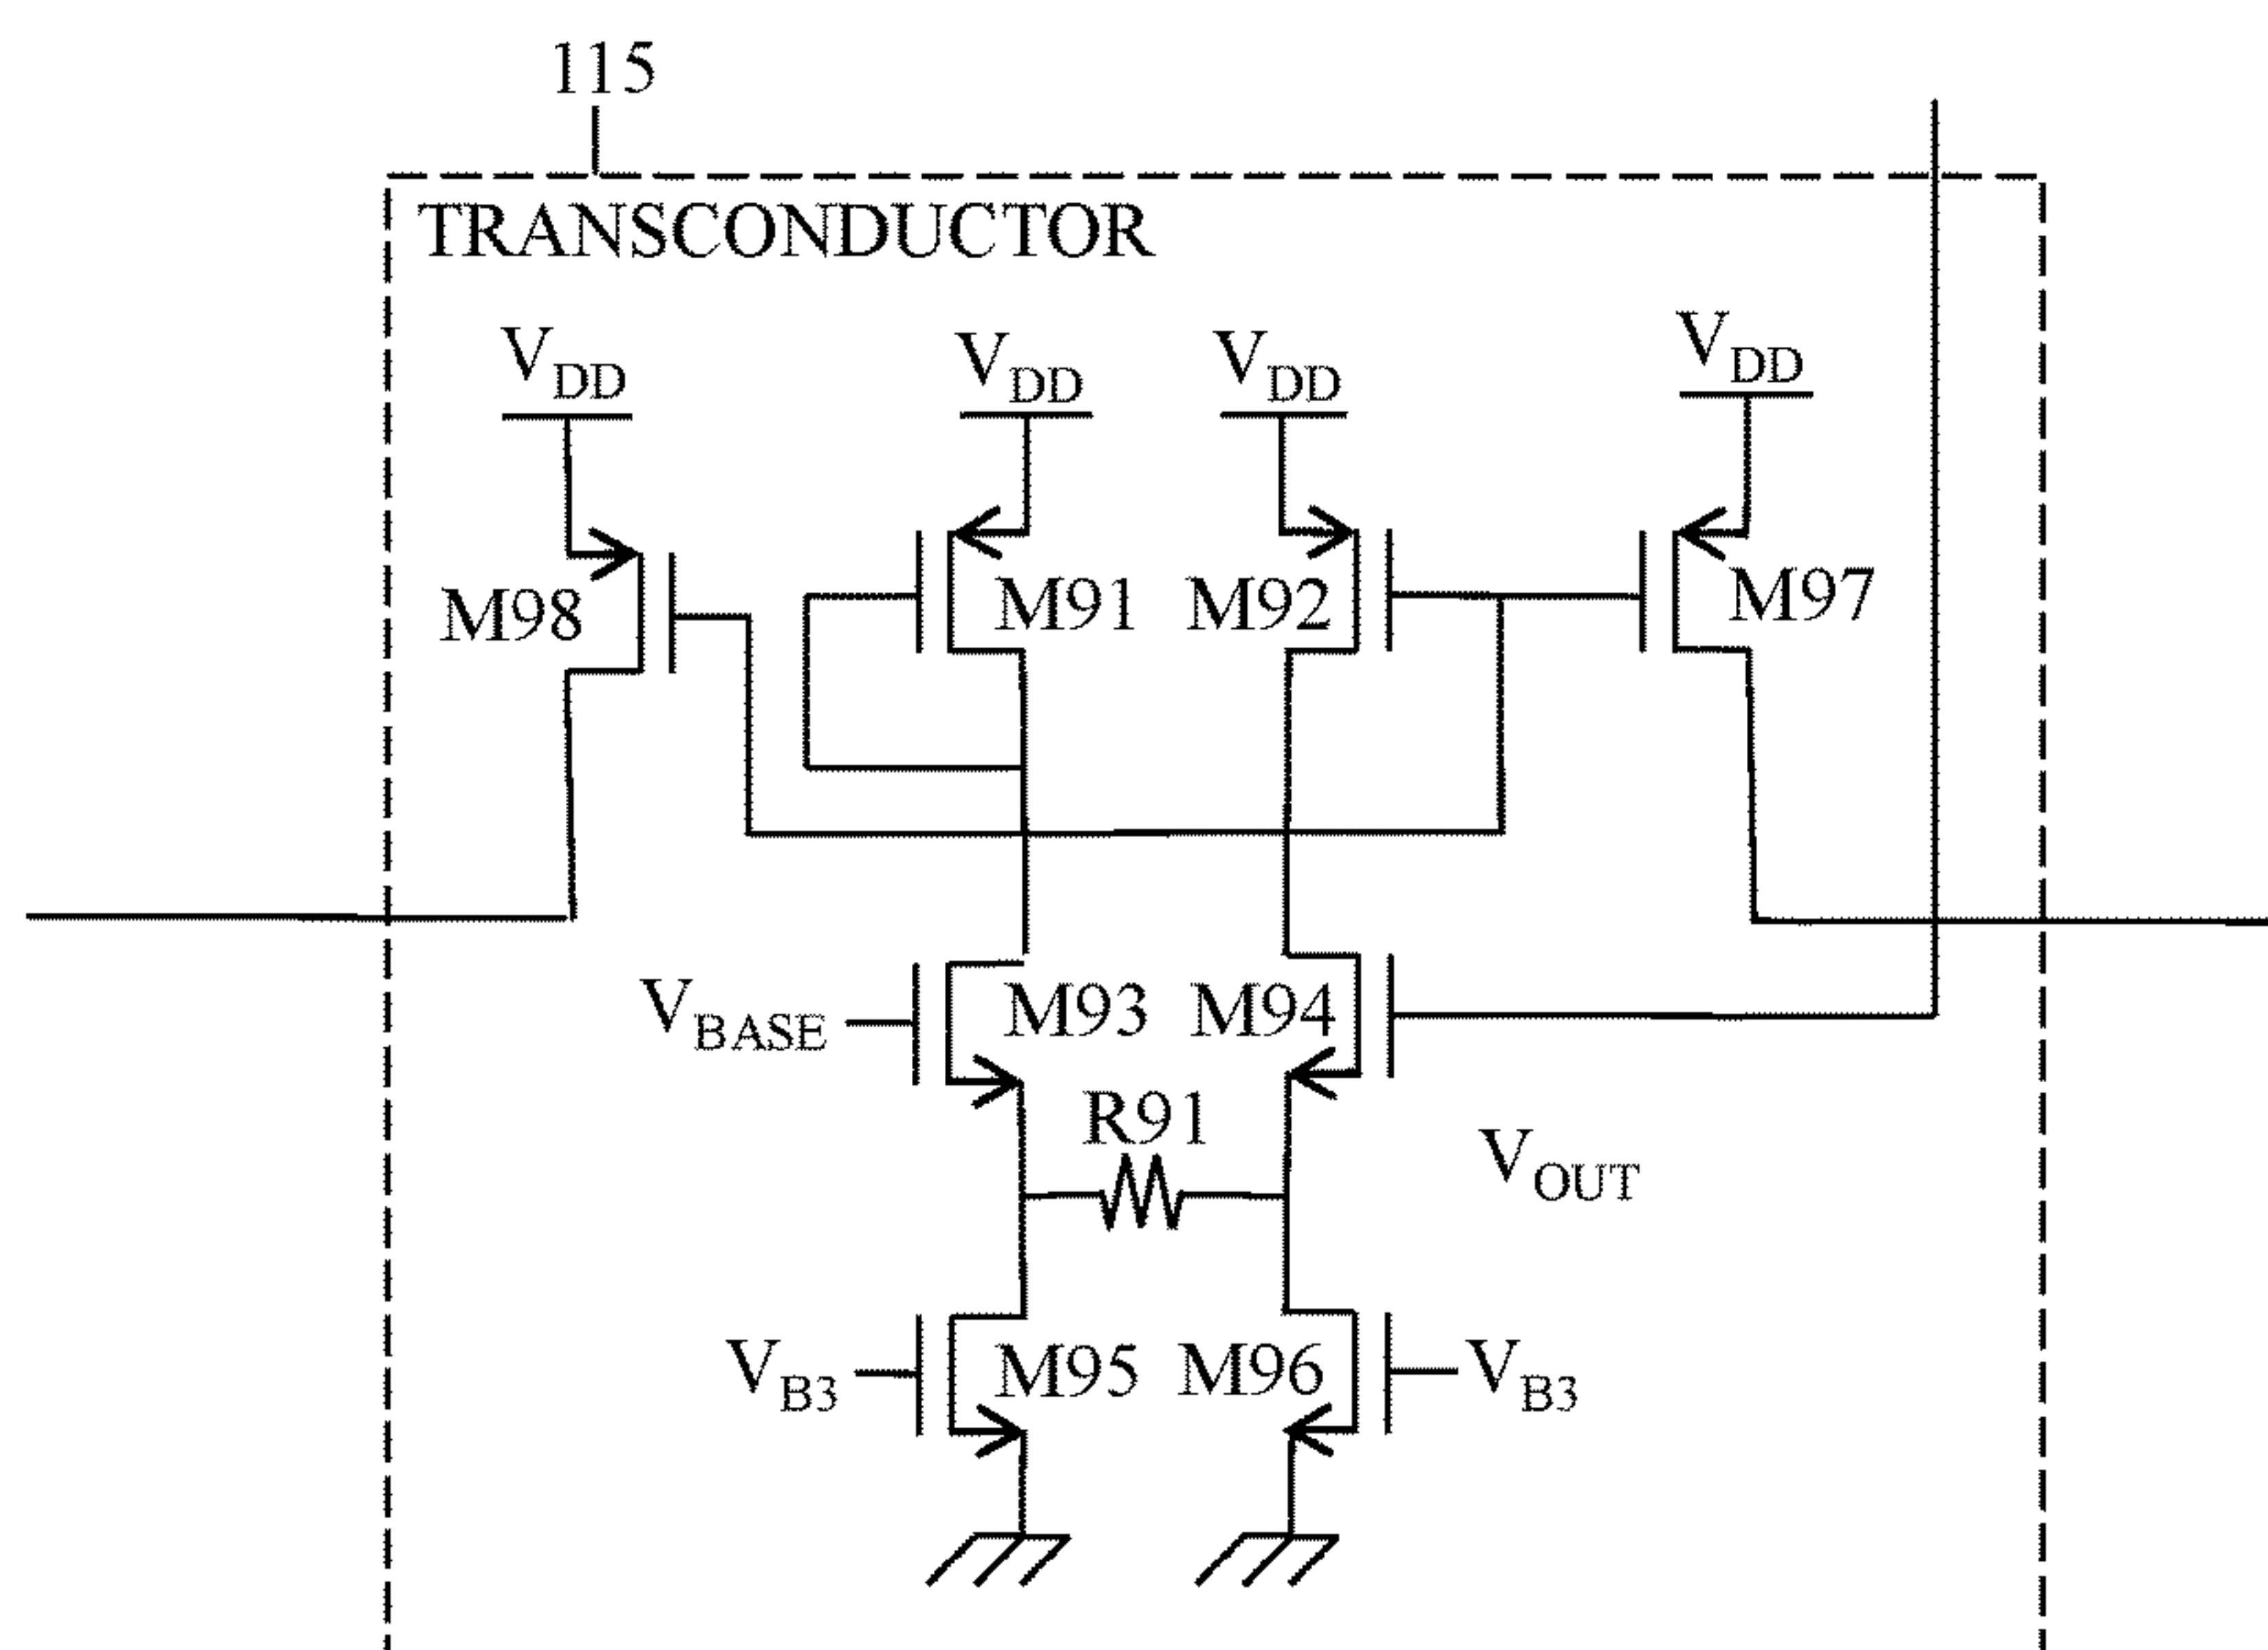 115
TRANSCONDUCTOR
VDD VDD VDD VDD
M98 M91 M92 M97
VBASE M93 M94
R91
VOUT
VB3 M95 M96 VB3